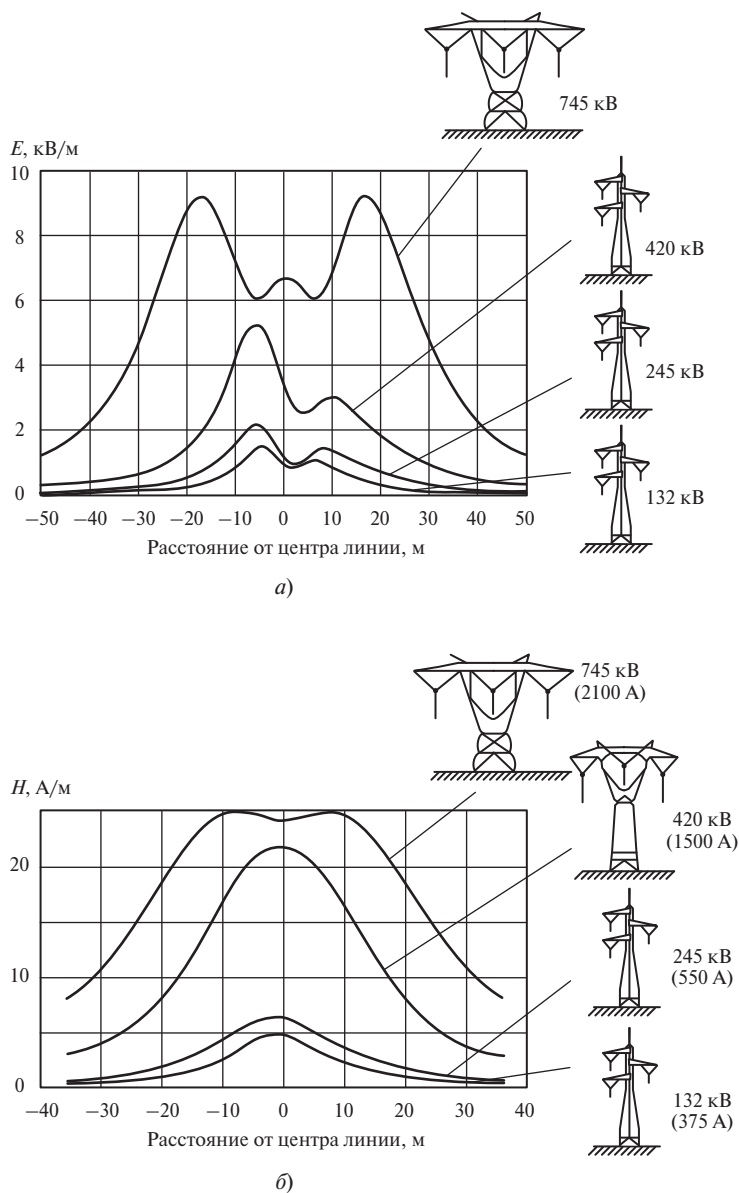 745 кВ
E, кВ/м
10
8
6
4
2
0
420 кВ
245 кВ
132 кВ
−50 −40 −30 −20 −10 0 10 20 30 40 50
Расстояние от центра линии, м
а)
745 кВ
(2100 А)
H, А/м
20
10
0
420 кВ
(1500 А)
245 кВ
(550 А)
132 кВ
(375 А)
−40 −30 −20 −10 0 10 20 30 40
Расстояние от центра линии, м
б)